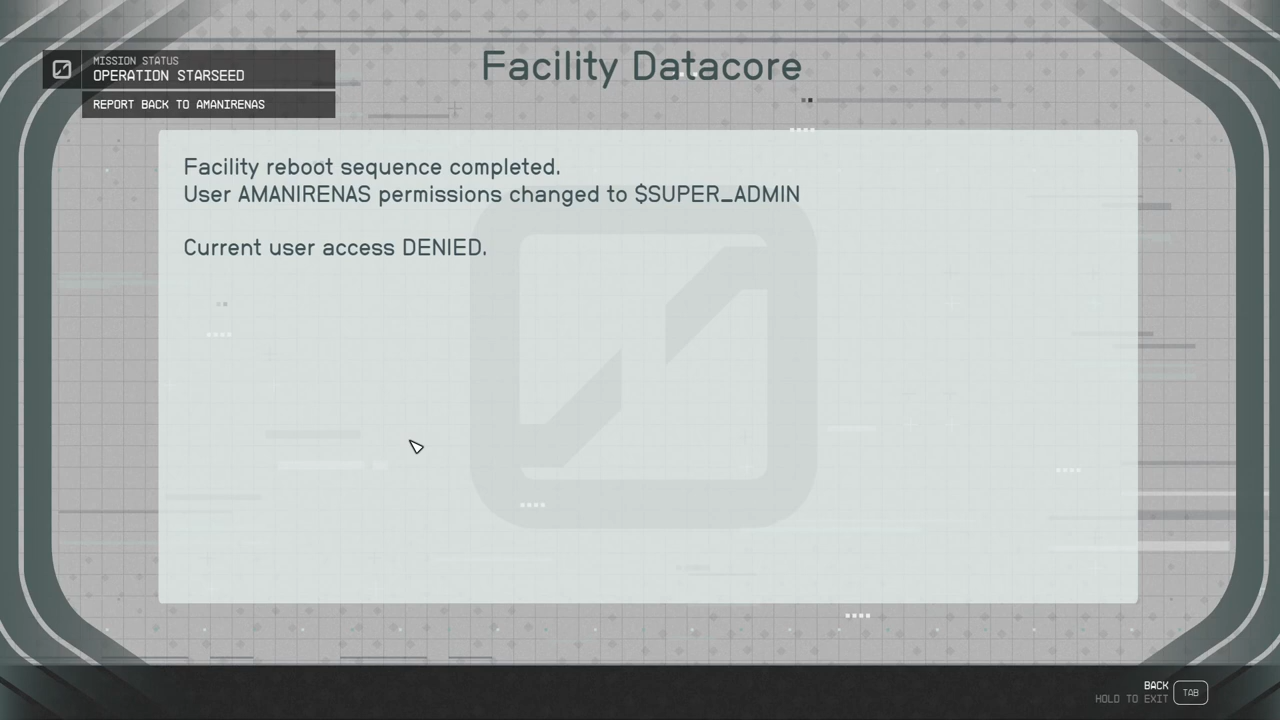 MISSION STATUS
OPERATION STARSEED
REPORT BACK TO AMANIRENAS
Facility Datacore
Facility reboot sequence completed.
User AMANIRENAS permissions changed to $SUPER_ADMIN
Current user access DENIED.
BACK
HOLD TO EXIT
TAB